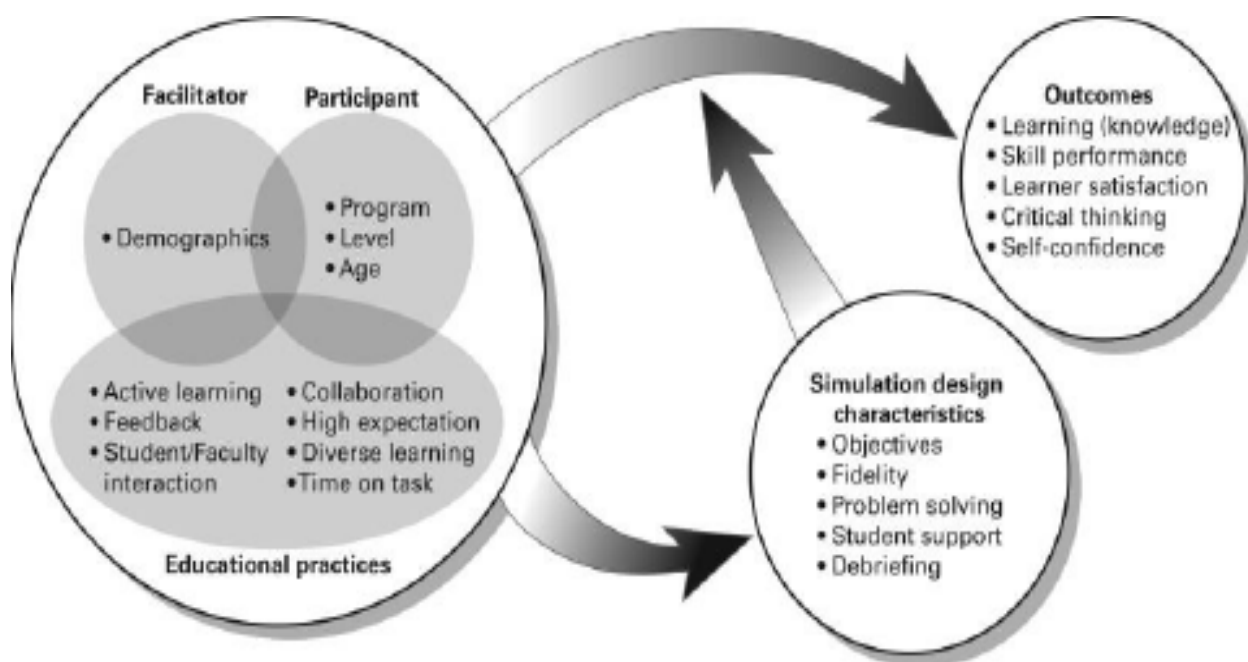 Facilitator
Participant
• Demographics
• Program
• Level
• Age
• Active learning
• Feedback
• Student/Faculty
interaction
• Collaboration
• High expectation
• Diverse learning
•Time on task
Educational practices
Outcomes
• Learning (knowledge)
• Skill performance
• Learner satisfaction
• Critical thinking
• Self-confidence
Simulation design
characteristics
• Objectives
• Fidelity
• Problem solving
• Student support
• Debriefing